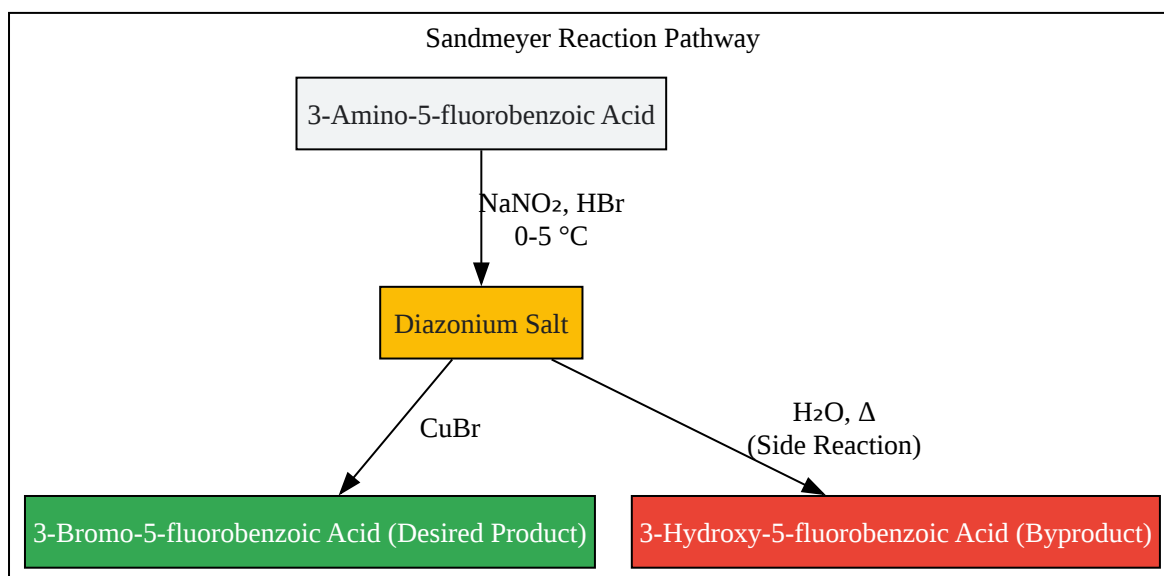 Sandmeyer Reaction Pathway
3-Amino-5-fluorobenzoic Acid
NaNO₂, HBr
0-5 °C
Diazonium Salt
CuBr
H₂O, Δ
(Side Reaction)
3-Bromo-5-fluorobenzoic Acid (Desired Product)
3-Hydroxy-5-fluorobenzoic Acid (Byproduct)